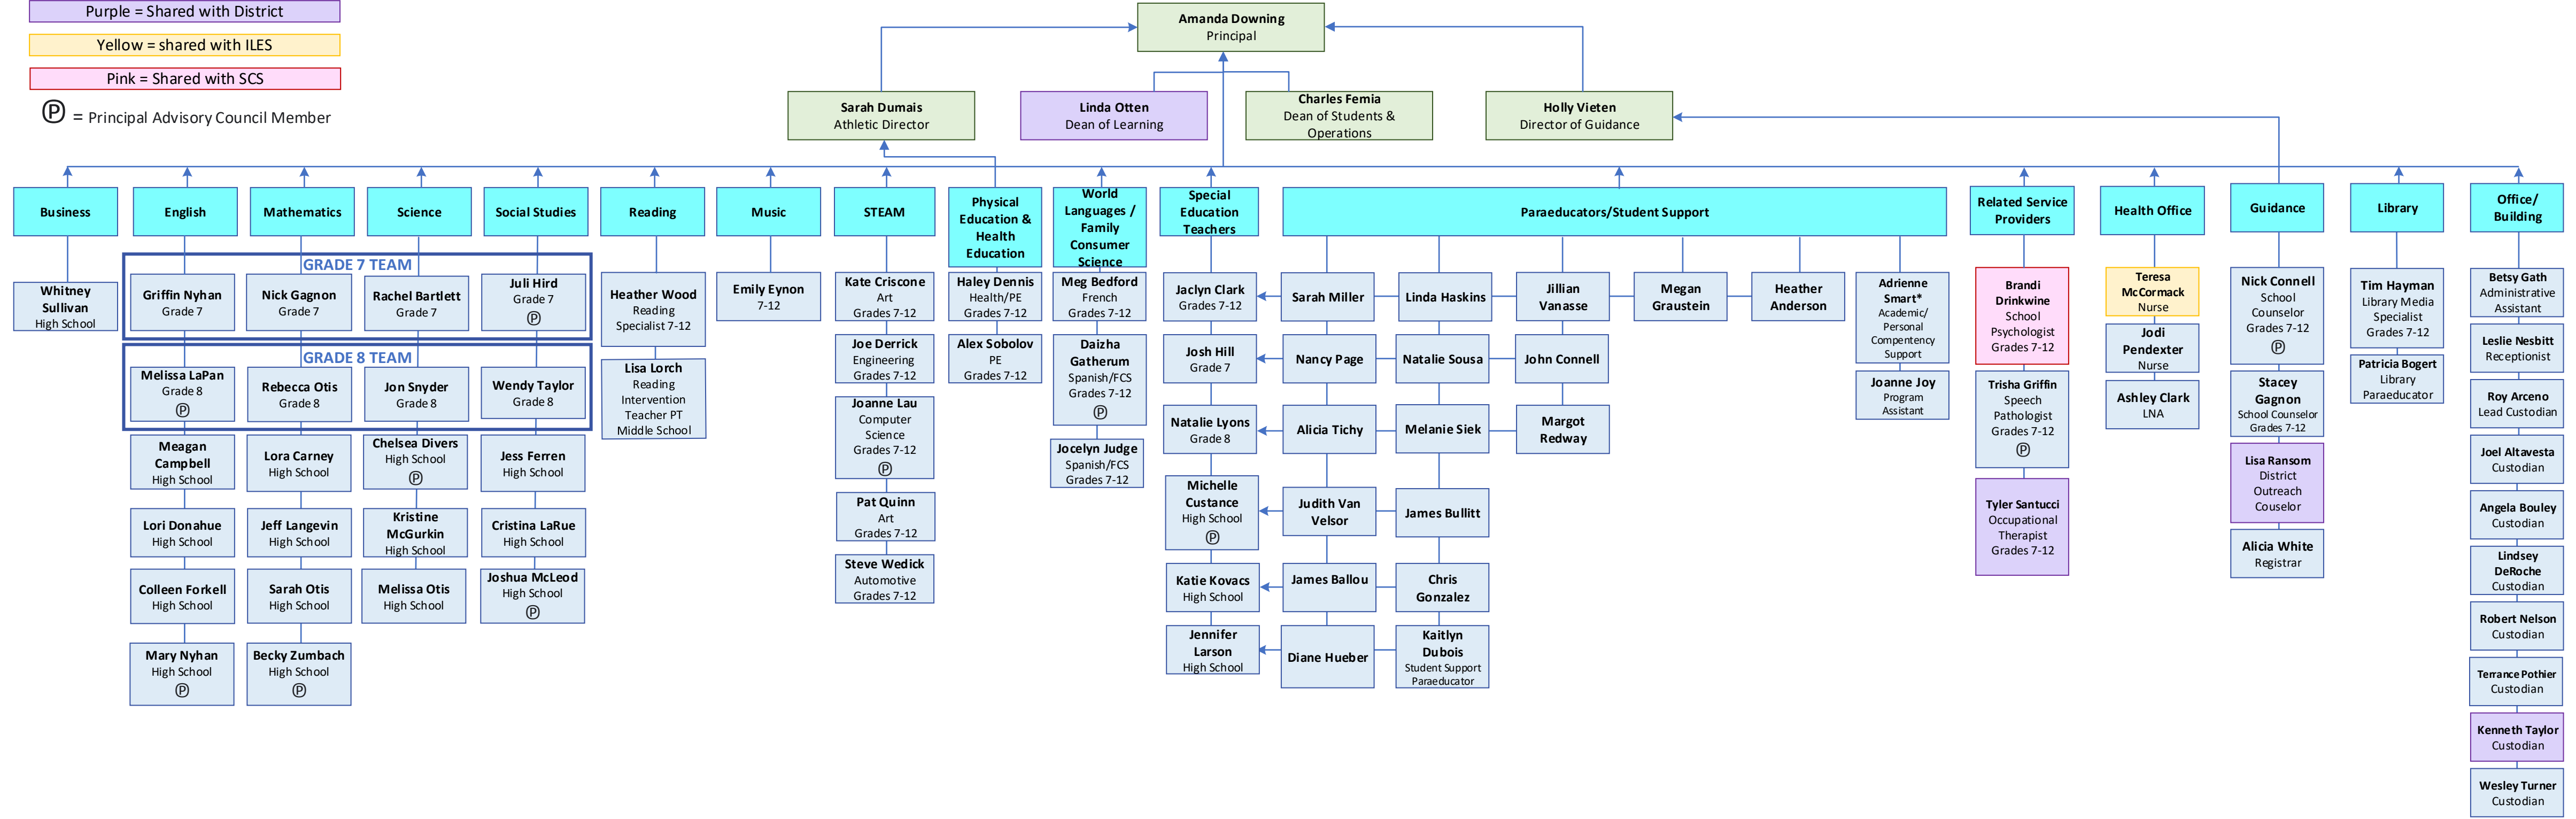 Purple = Shared with District
Yellow = shared with ILES
Pink = Shared with SCS
Ⓟ = Principal Advisory Council Member
Amanda Downing
Principal
Sarah Dumais
Athletic Director
Linda Otten
Dean of Learning
Charles Femia
Dean of Students &
Operations
Holly Vieten
Director of Guidance
Business
Whitney
Sullivan
High School
English
Mathematics
Science
Social Studies
GRADE 7 TEAM
Griffin Nyhan
Grade 7
Nick Gagnon
Grade 7
Rachel Bartlett
Grade 7
Juli Hird
Grade 7
Ⓟ
GRADE 8 TEAM
Melissa LaPan
Grade 8
Ⓟ
Rebecca Otis
Grade 8
Jon Snyder
Grade 8
Wendy Taylor
Grade 8
Meagan
Campbell
High School
Lori Donahue
High School
Colleen Forkell
High School
Mary Nyhan
High School
Ⓟ
Lora Carney
High School
Jeff Langevin
High School
Sarah Otis
High School
Becky Zumbach
High School
Ⓟ
Chelsea Divers
High School
Ⓟ
Kristine
McGurkin
High School
Melissa Otis
High School
Jess Ferren
High School
Cristina LaRue
High School
Joshua McLeod
High School
Ⓟ
Reading
Heather Wood
Reading
Specialist 7-12
Lisa Lorch
Reading
Intervention
Teacher PT
Middle School
Music
Emily Eynon
7-12
STEAM
Kate Criscone
Art
Grades 7-12
Joe Derrick
Engineering
Grades 7-12
Joanne Lau
Computer
Science
Grades 7-12
Ⓟ
Pat Quinn
Art
Grades 7-12
Steve Wedick
Automotive
Grades 7-12
Physical
Education &
Health
Education
Haley Dennis
Health/PE
Grades 7-12
Alex Sobolov
PE
Grades 7-12
World
Languages /
Family
Consumer
Science
Meg Bedford
French
Grades 7-12
Daizha
Gatherum
Spanish/FCS
Grades 7-12
Ⓟ
Jocelyn Judge
Spanish/FCS
Grades 7-12
Special
Education
Teachers
Jaclyn Clark
Grades 7-12
Josh Hill
Grade 7
Natalie Lyons
Grade 8
Michelle
Custance
High School
Ⓟ
Katie Kovacs
High School
Jennifer
Larson
High School
Paraeducators/Student Support
Sarah Miller
Nancy Page
Alicia Tichy
Judith Van
Velsor
James Ballou
Diane Hueber
Linda Haskins
Natalie Sousa
Melanie Siek
James Bullitt
Chris
Gonzalez
Kaitlyn
Dubois
Student Support
Paraeducator
Jillian
Vanasse
John Connell
Margot
Redway
Megan
Graustein
Heather
Anderson
Adrienne
Smart*
Academic/
Personal
Compentency
Support
Joanne Joy
Program
Assistant
Related Service
Providers
Brandi
Drinkwine
School
Psychologist
Grades 7-12
Trisha Griffin
Speech
Pathologist
Grades 7-12
Ⓟ
Tyler Santucci
Occupational
Therapist
Grades 7-12
Health Office
Teresa
McCormack
Nurse
Jodi
Pendexter
Nurse
Ashley Clark
LNA
Guidance
Nick Connell
School
Counselor
Grades 7-12
Ⓟ
Stacey
Gagnon
School Counselor
Grades 7-12
Lisa Ransom
District
Outreach
Couselor
Alicia White
Registrar
Library
Tim Hayman
Library Media
Specialist
Grades 7-12
Patricia Bogert
Library
Paraeducator
Office/
Building
Betsy Gath
Administrative
Assistant
Leslie Nesbitt
Receptionist
Roy Arceno
Lead Custodian
Joel Altavesta
Custodian
Angela Bouley
Custodian
Lindsey
DeRoche
Custodian
Robert Nelson
Custodian
Terrance Pothier
Custodian
Kenneth Taylor
Custodian
Wesley Turner
Custodian